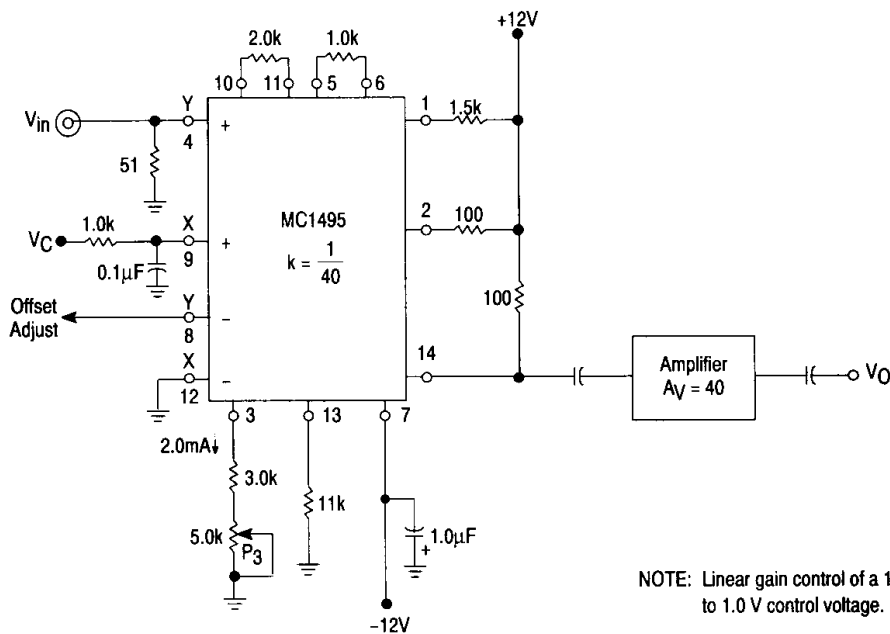 +12V
2.0k 1.0k
10 11 5 6
Vin Y 4 + 1 1.5k
51
MC1495
k = 1/40
2 100
VC 1.0k X 9 +
0.1µF
100
Offset Adjust
Y 8 −
14
X 12 −
Amplifier
AV = 40
VO
3 13 7
2.0mA↓
3.0k
11k
5.0k
P3
1.0µF
+
−12V
NOTE: Linear gain control of a
to 1.0 V control voltage.